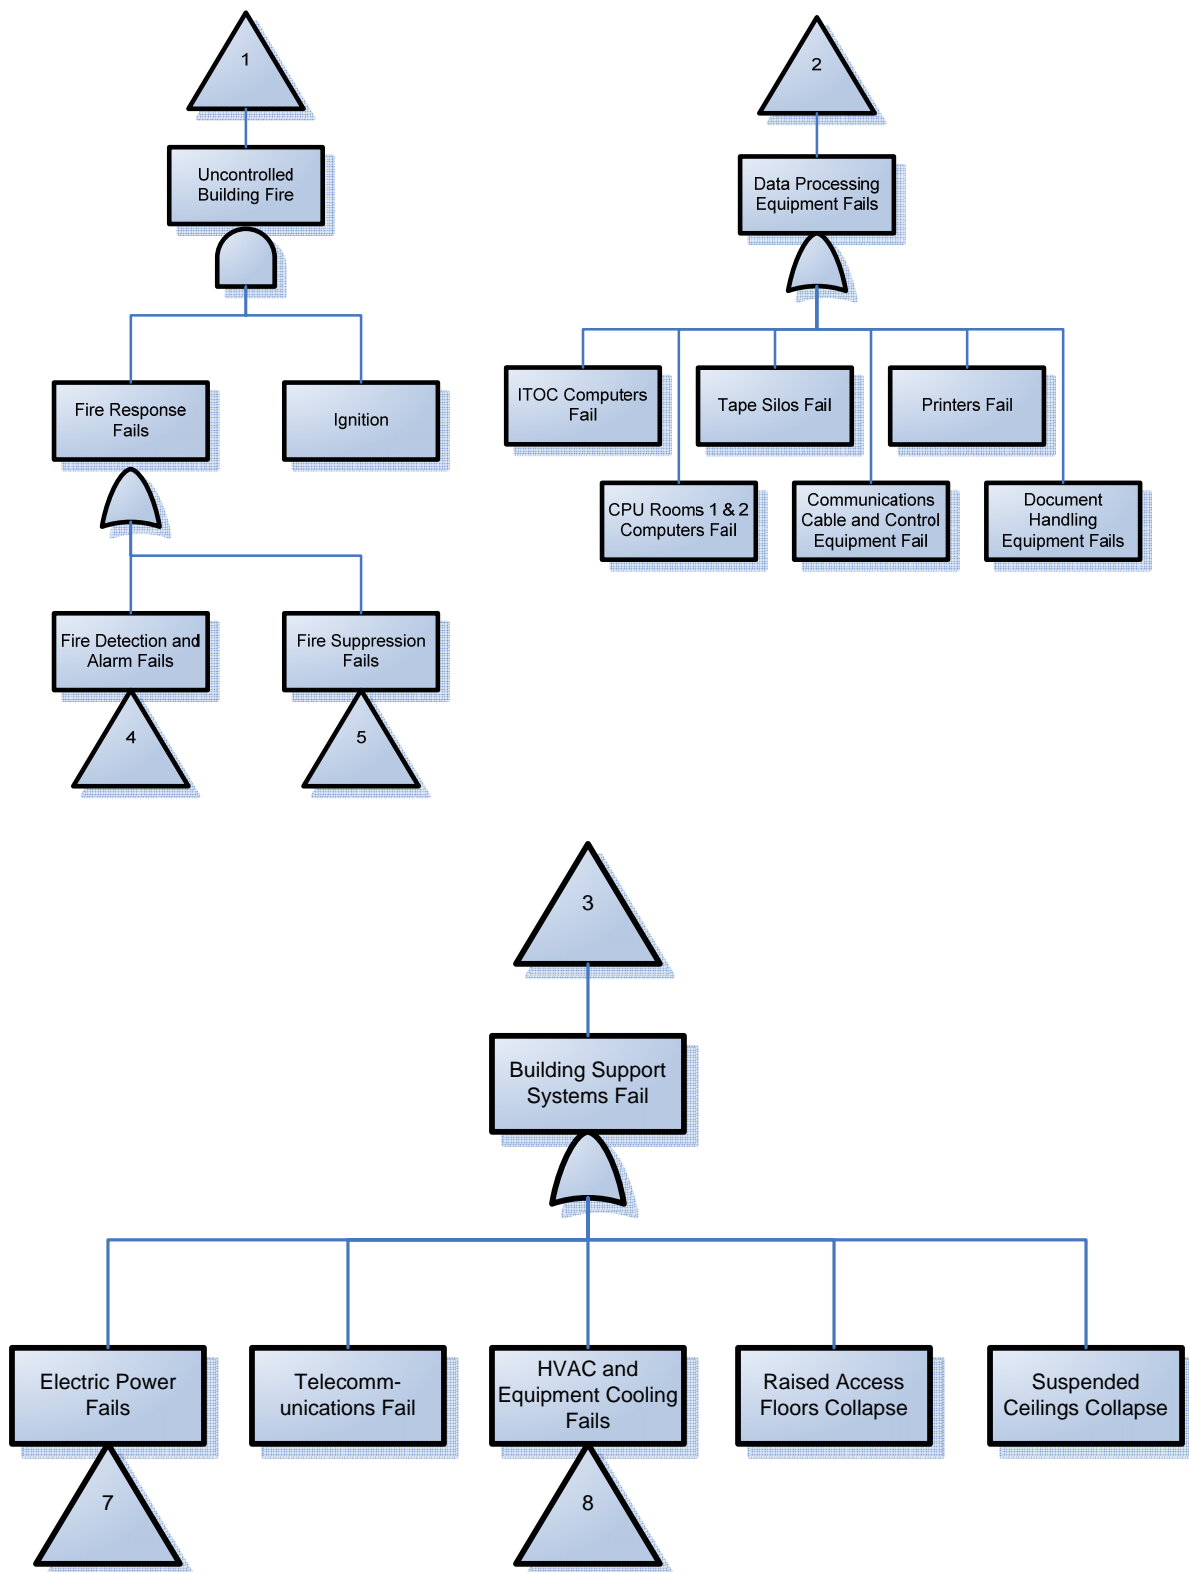 1
Uncontrolled
Building Fire
Fire Response
Fails
Ignition
Fire Detection and
Alarm Fails
Fire Suppression
Fails
4
5
2
Data Processing
Equipment Fails
ITOC Computers
Fail
Tape Silos Fail
Printers Fail
CPU Rooms 1 & 2
Computers Fail
Communications
Cable and Control
Equipment Fail
Document
Handling
Equipment Fails
3
Building Support
Systems Fail
Electric Power
Fails
Telecomm-
unications Fail
HVAC and
Equipment Cooling
Fails
Raised Access
Floors Collapse
Suspended
Ceilings Collapse
7
8